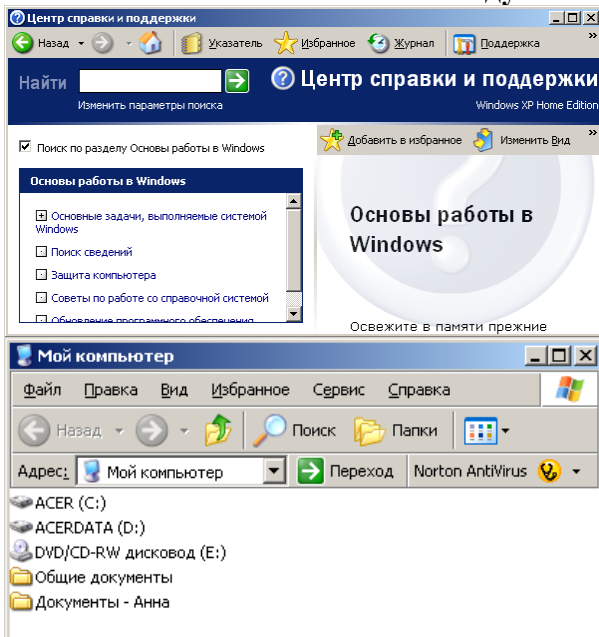 Центр справки и поддержки
Назад Указатель Избранное Журнал Поддержка »
Найти
Центр справки и поддержки
Изменить параметры поиска
Windows XP Home Edition
Поиск по разделу Основы работы в Windows
Добавить в избранное Изменить Вид »
Основы работы в Windows
Основные задачи, выполняемые системой
Windows
Поиск сведений
Защита компьютера
Советы по работе со справочной системой
Обновление программного обеспечения
Основы работы в
Windows
Освежите в памяти прежние
Мой компьютер
Файл Правка Вид Избранное Сервис Справка
Назад Поиск Папки
Адрес: Мой компьютер Переход Norton AntiVirus
ACER (C:)
ACERDATA (D:)
DVD/CD-RW дисковод (E:)
Общие документы
Документы - Анна